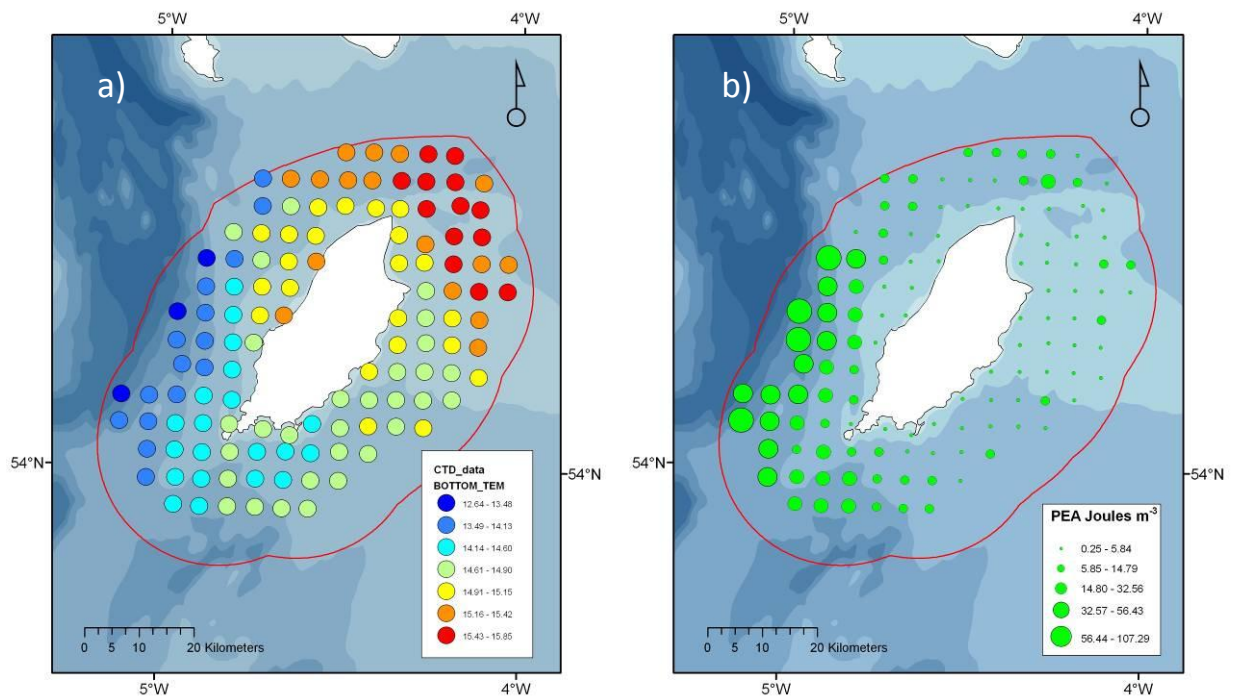 5°W
4°W
a)
54°N
54°N
CTD_data
BOTTOM_TEM
12.64 - 13.48
13.49 - 14.13
14.14 - 14.60
14.61 - 14.90
14.91 - 15.15
15.16 - 15.42
15.43 - 15.85
0 5 10 20 Kilometers
5°W
4°W
5°W
4°W
b)
54°N
PEA Joules m-3
0.25 - 5.84
5.85 - 14.79
14.80 - 32.56
32.57 - 56.43
56.44 - 107.29
0 5 10 20 Kilometers
5°W
4°W